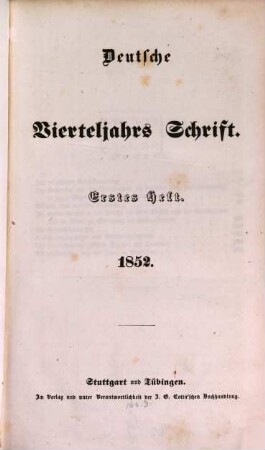 Deutsche
Vierteljahrs Schrift.
Erstes Heft.
1852.
Stuttgart und Tübingen.
Im Verlag und unter Verantwortlichkeit der J. G. Cotta'schen Buchhandlung.